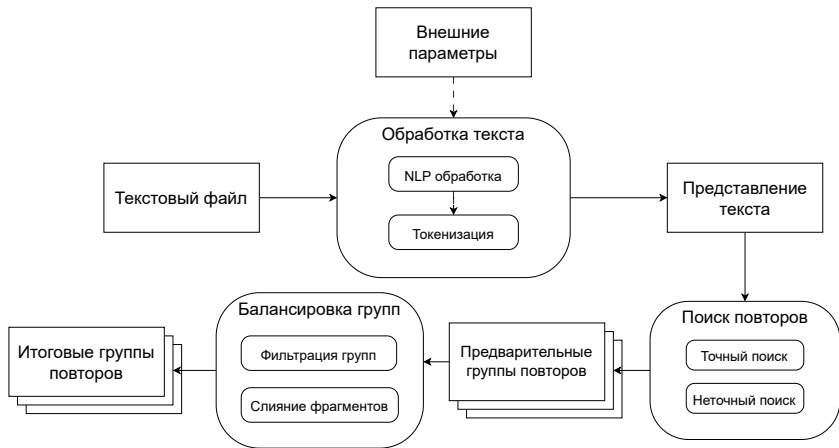 Внешние
параметры
Обработка текста
NLP обработка
Токенизация
Текстовый файл
Представление
текста
Поиск повторов
Точный поиск
Неточный поиск
Предварительные
группы повторов
Балансировка групп
Фильтрация групп
Слияние фрагментов
Итоговые группы
повторов